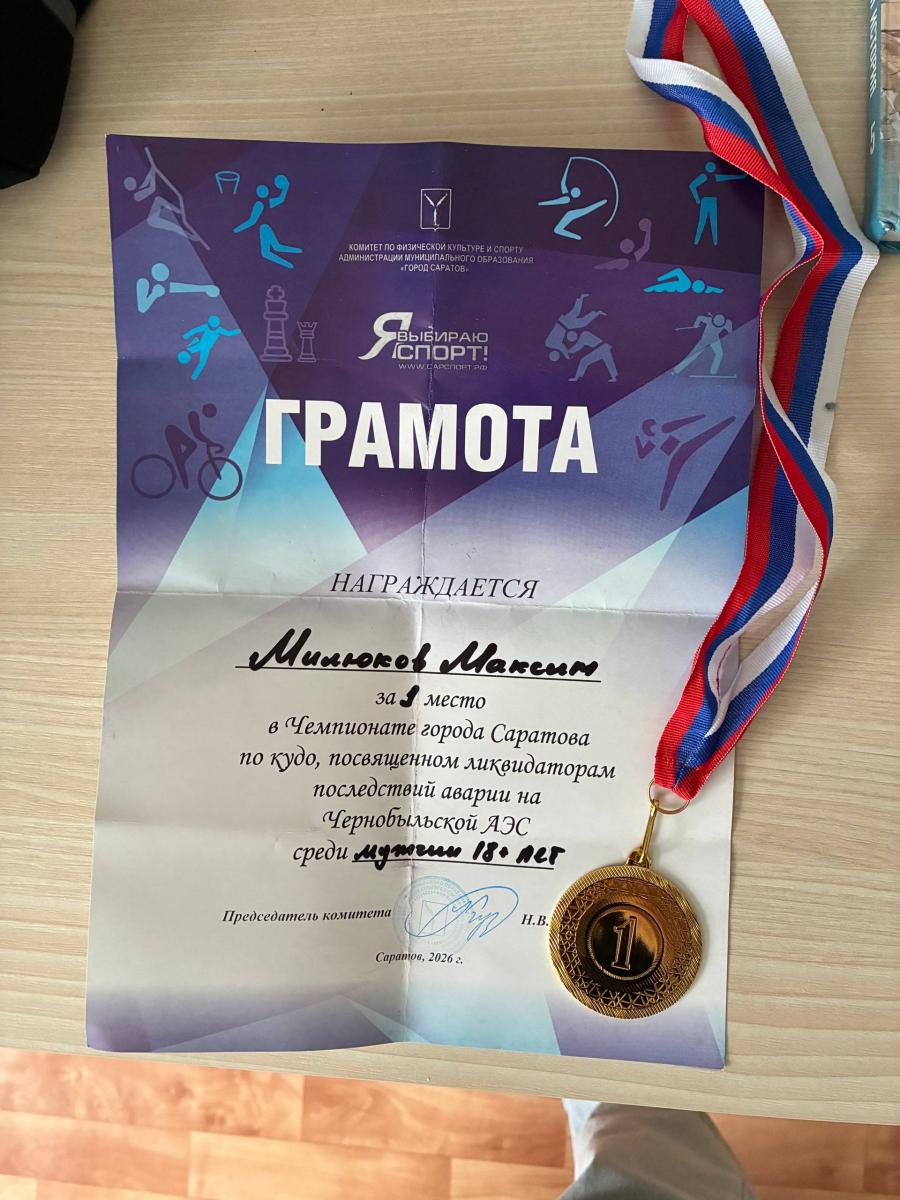 КОМИТЕТ ПО ФИЗИЧЕСКОЙ КУЛЬТУРЕ И СПОРТУ
АДМИНИСТРАЦИИ МУНИЦИПАЛЬНОГО ОБРАЗОВАНИЯ
«ГОРОД САРАТОВ»
Я ВЫБИРАЮ
СПОРТ!
WWW.САРСПОРТ.РФ
ГРАМОТА
НАГРАЖДАЕТСЯ
Милюков Максим
за 1 место
в Чемпионате города Саратова
по кудо, посвященном ликвидаторам
последствий аварии на
Чернобыльской АЭС
среди мужчин 18+ лет
Председатель комитета Н.В.
Саратов, 2026 г.
1
ИСТОРИЯ 5